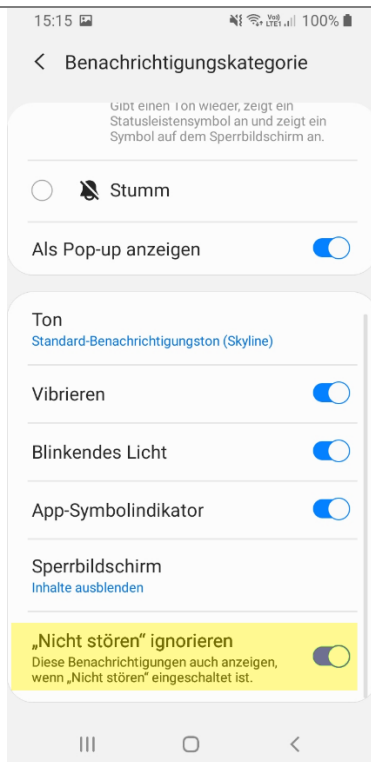 15:15 100%
Benachrichtigungskategorie
Gibt einen Ton wieder, zeigt ein
Statusleistensymbol an und zeigt ein
Symbol auf dem Sperrbildschirm an.
Stumm
Als Pop-up anzeigen
Ton
Standard-Benachrichtigungston (Skyline)
Vibrieren
Blinkendes Licht
App-Symbolindikator
Sperrbildschirm
Inhalte ausblenden
„Nicht stören“ ignorieren
Diese Benachrichtigungen auch anzeigen,
wenn „Nicht stören“ eingeschaltet ist.